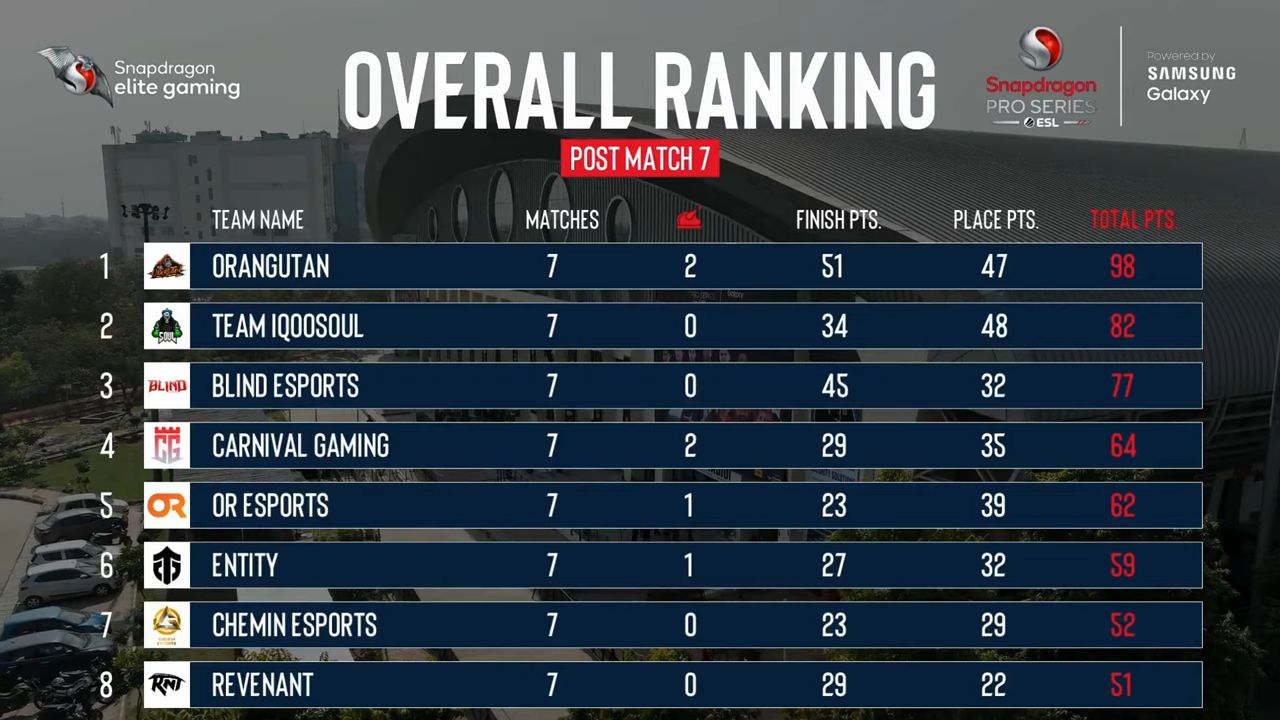 Snapdragon
elite gaming
OVERALL RANKING
POST MATCH 7
Snapdragon
PRO SERIES
ESL
Powered by
SAMSUNG
Galaxy
TEAM NAME MATCHES FINISH PTS. PLACE PTS. TOTAL PTS.
1 ORANGUTAN 7 2 51 47 98
2 SOUL TEAM IQOOSOUL 7 0 34 48 82
3 BLIND BLIND ESPORTS 7 0 45 32 77
4 CG CARNIVAL GAMING 7 2 29 35 64
5 OR OR ESPORTS 7 1 23 39 62
6 ENTITY 7 1 27 32 59
7 CHEMIN ESPORTS 7 0 23 29 52
8 RNT REVENANT 7 0 29 22 51